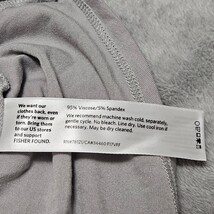 We want our
clothes back, even
if they're worn or
torn. Bring them
to our US stores
and support
FISHER FOUND.
95% Viscose/5% Spandex
We recommend machine wash cold, separately,
gentle cycle. No bleach. Line dry. Use cool iron if
necessary. May be dry cleaned.